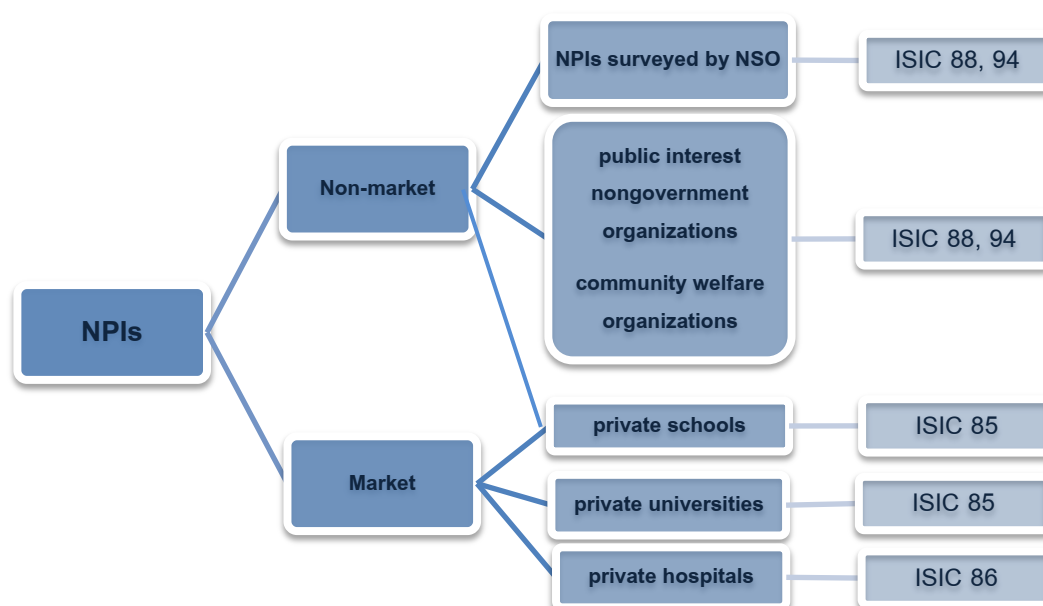 NPIs surveyed by NSO
ISIC 88, 94
Non-market
public interest
nongovernment
organizations
community welfare
organizations
ISIC 88, 94
NPIs
Market
private schools
ISIC 85
private universities
ISIC 85
private hospitals
ISIC 86